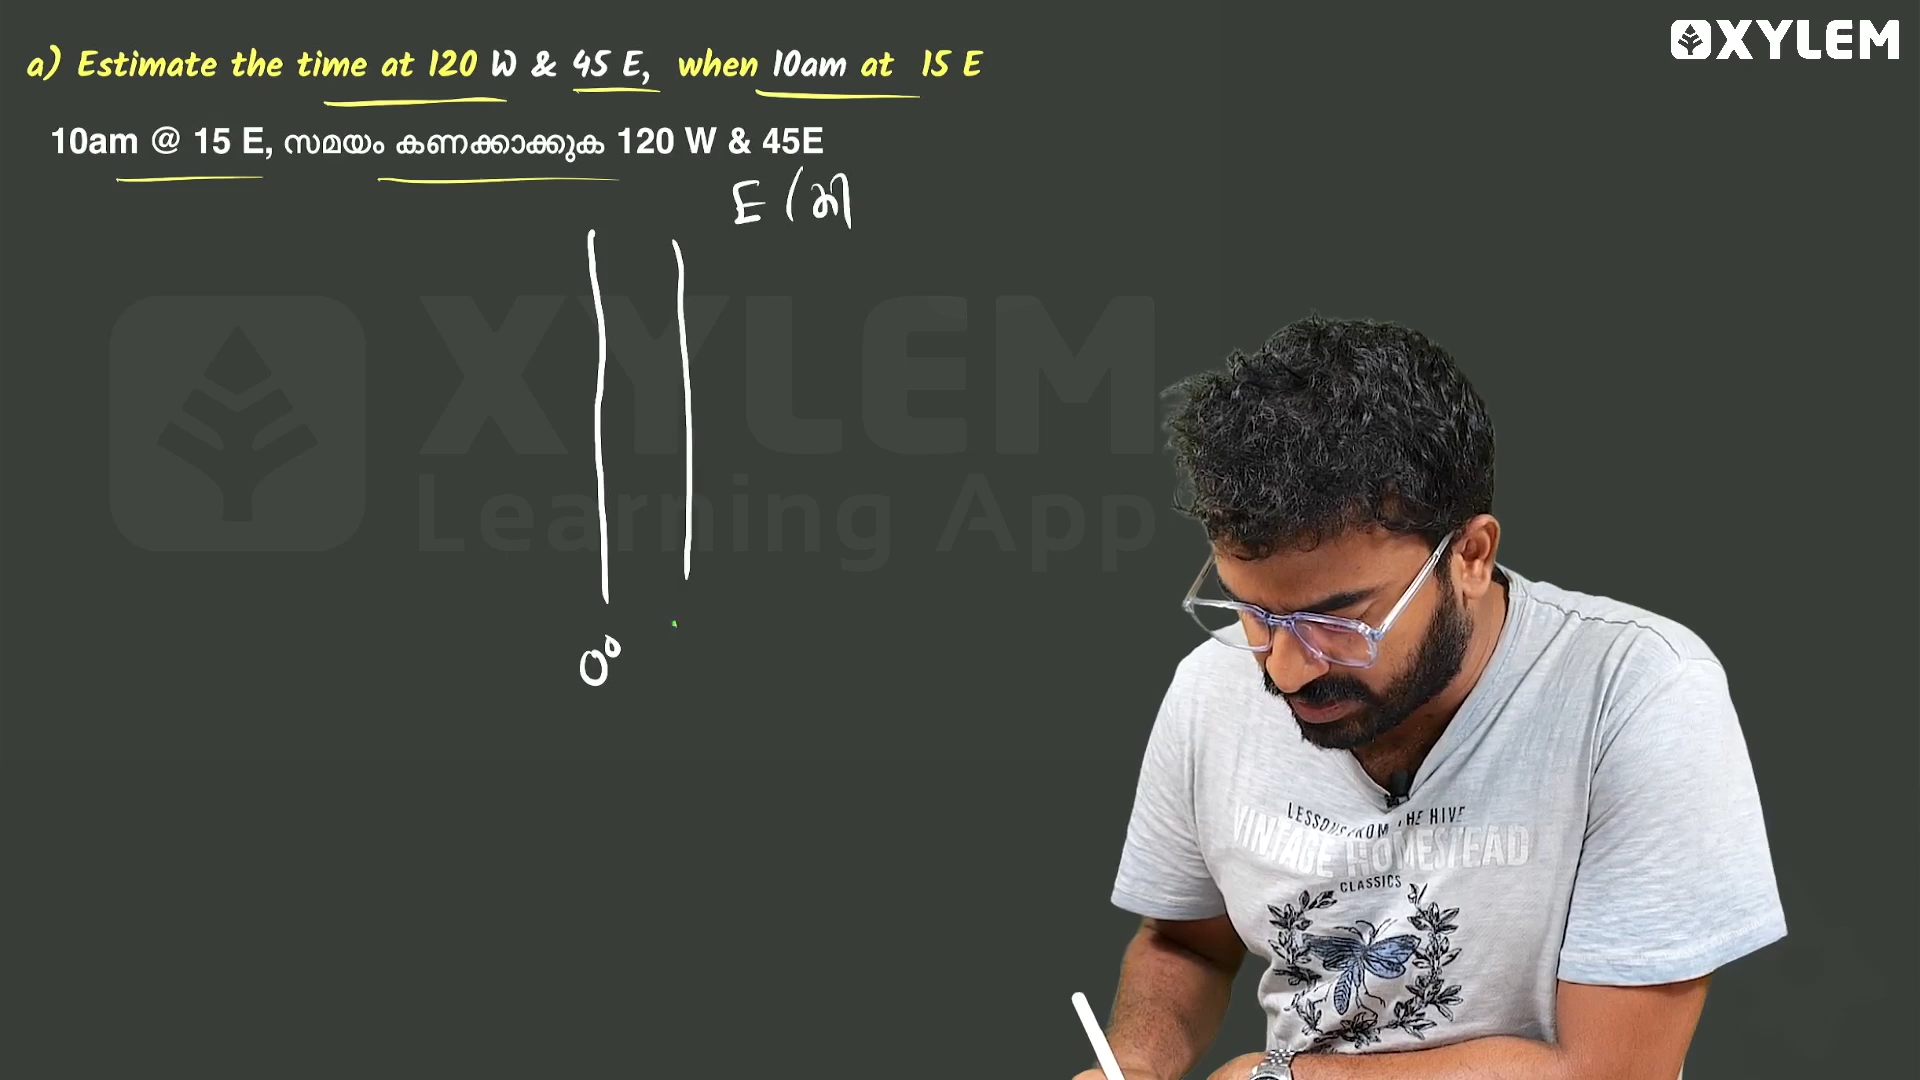 a) Estimate the time at 120 W & 45 E, when 10am at 15 E
XYLEM
10am @ 15 E, സമയം കണക്കാക്കുക 120 W & 45E
E (കി
XYLEM
Learning App
0°
LESSONS FROM THE HIVE
VINTAGE HOMESTEAD
CLASSICS